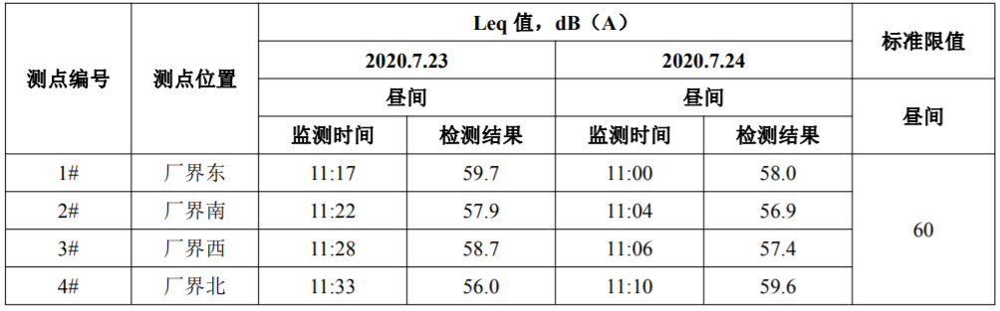 测点编号 测点位置 Leq 值，dB（A） 标准限值
2020.7.23 2020.7.24
昼间 昼间 昼间
监测时间 检测结果 监测时间 检测结果
1# 厂界东 11:17 59.7 11:00 58.0 60
2# 厂界南 11:22 57.9 11:04 56.9
3# 厂界西 11:28 58.7 11:06 57.4
4# 厂界北 11:33 56.0 11:10 59.6